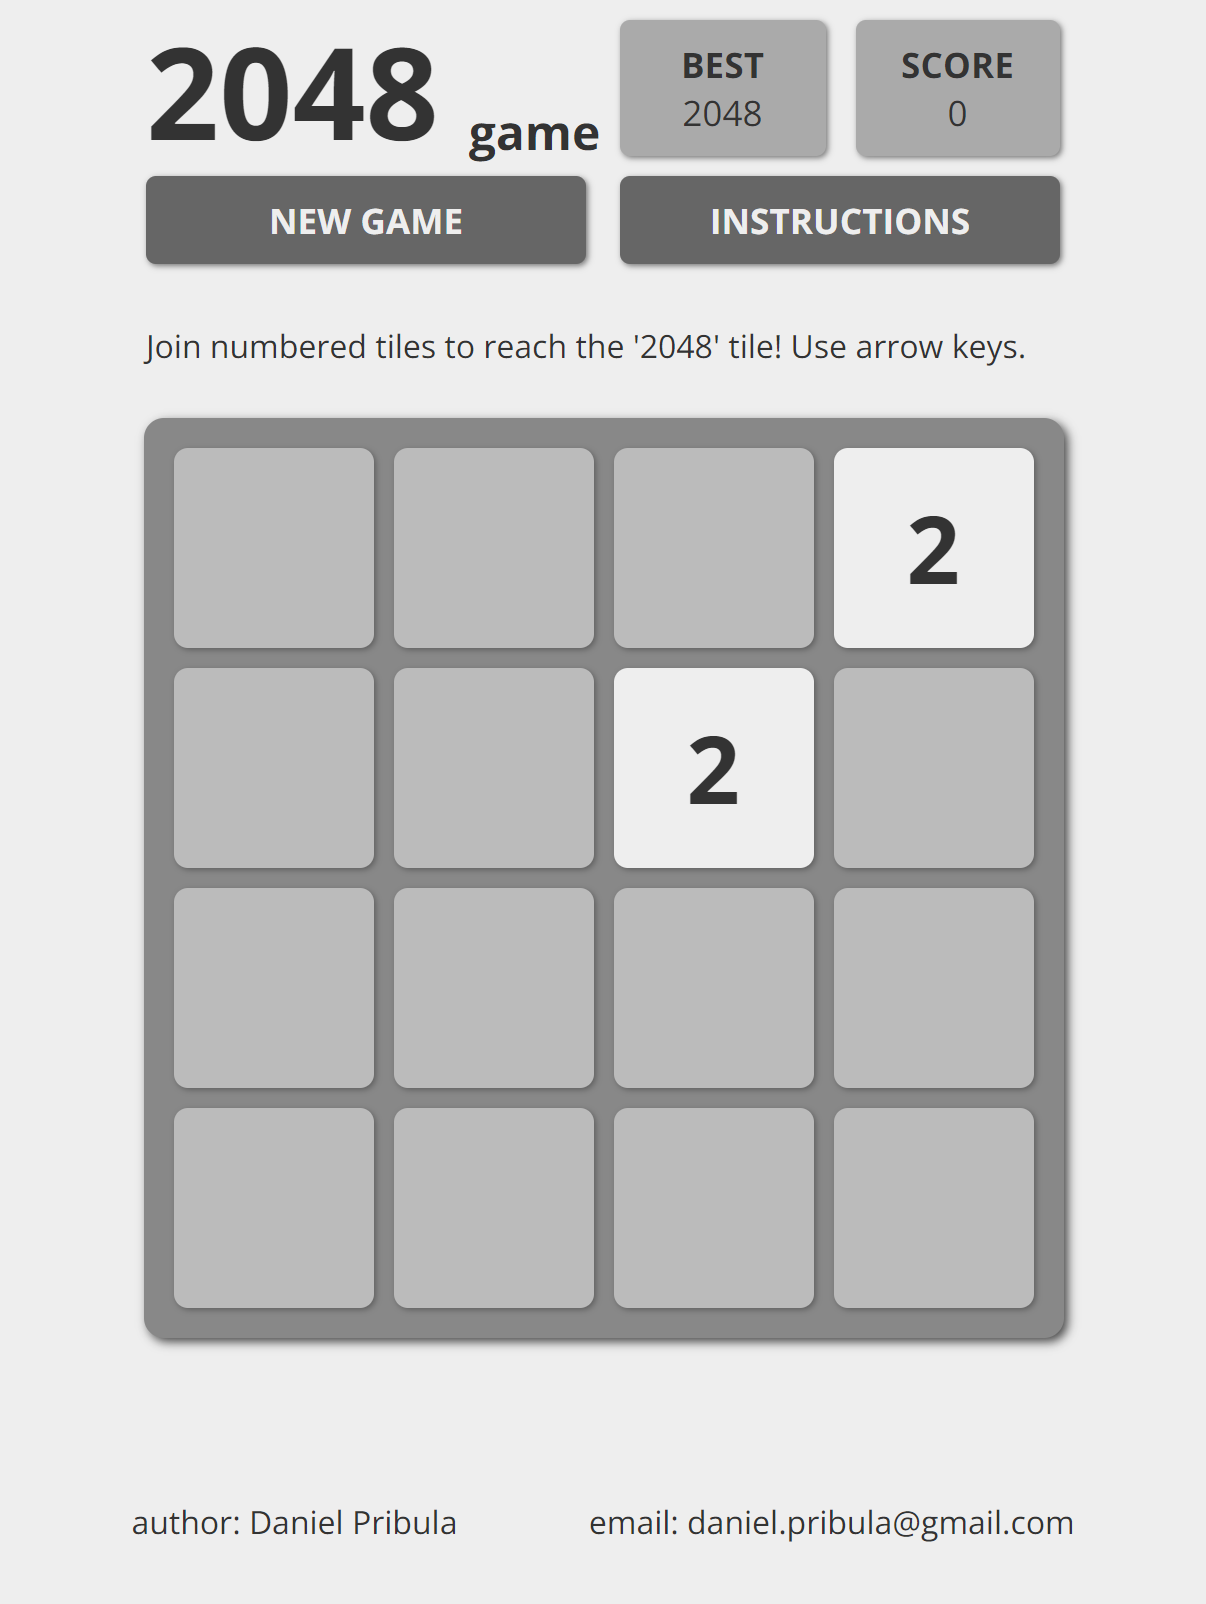 2048 game
BEST
2048
SCORE
0
NEW GAME
INSTRUCTIONS
Join numbered tiles to reach the '2048' tile! Use arrow keys.
2
2
author: Daniel Pribula
email: daniel.pribula@gmail.com